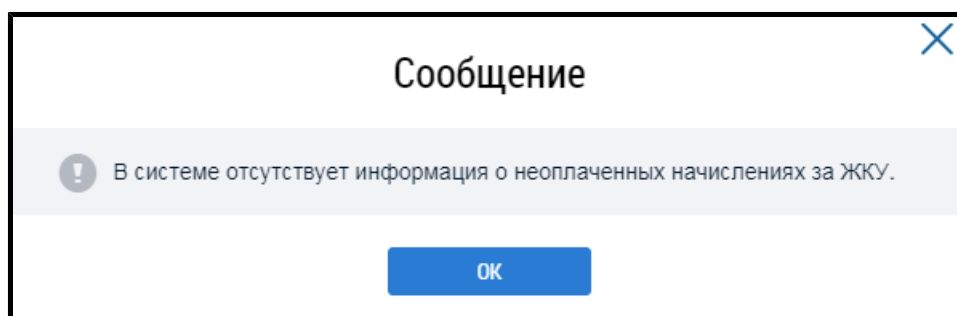 Сообщение
В системе отсутствует информация о неоплаченных начислениях за ЖКУ.
ОК